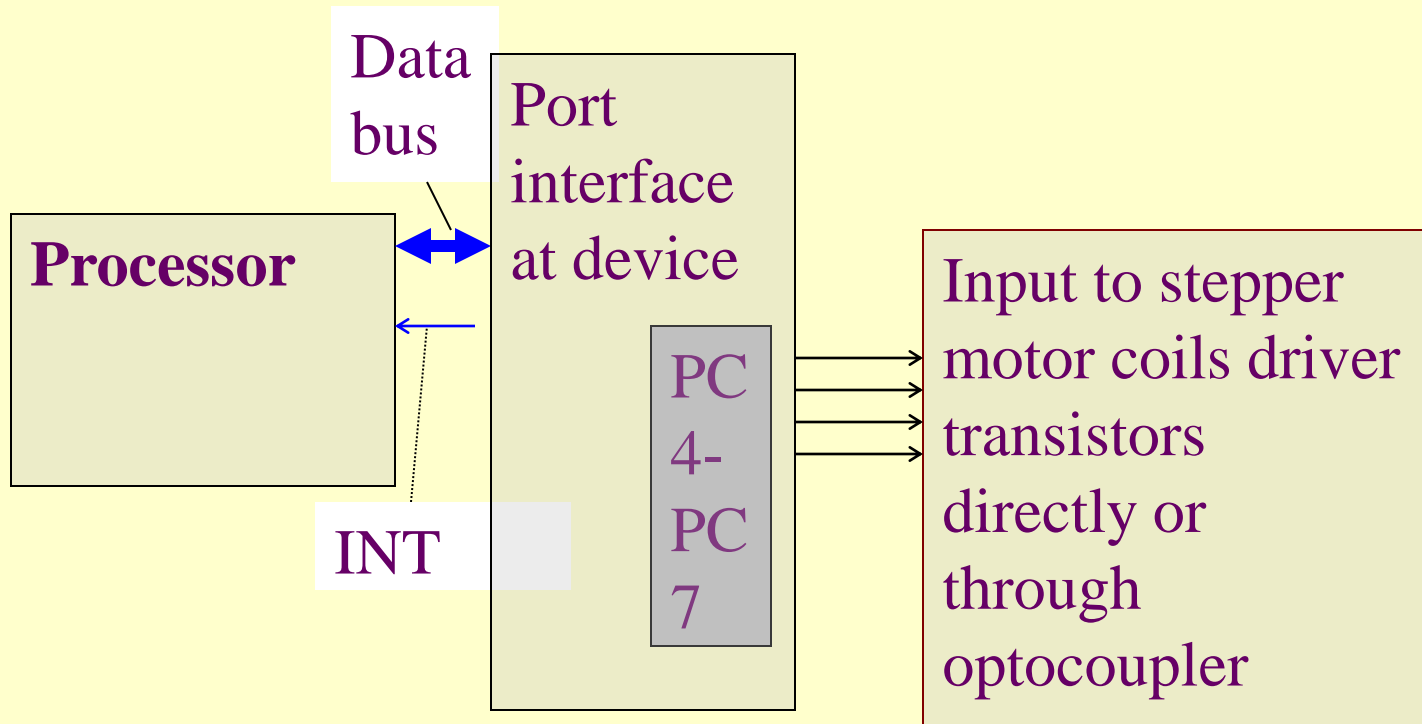 Data
bus
Port
interface
at device
Processor
INT
PC
4-
PC
7
Input to stepper
motor coils driver
transistors
directly or
through
optocoupler